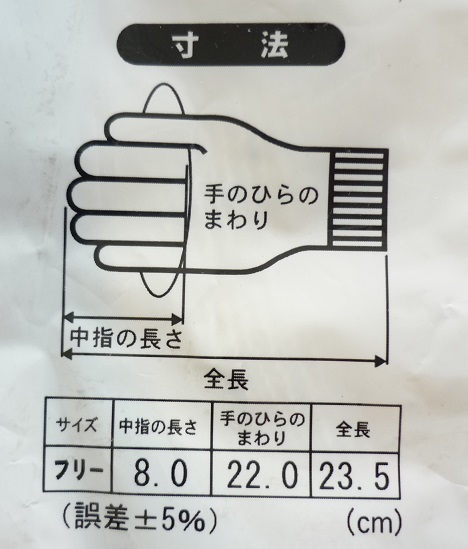 寸 法
手のひらの
まわり
中指の長さ
全長
サイズ 中指の長さ 手のひらの
まわり 全長
フリー 8.0 22.0 23.5
(誤差±5%) (cm)